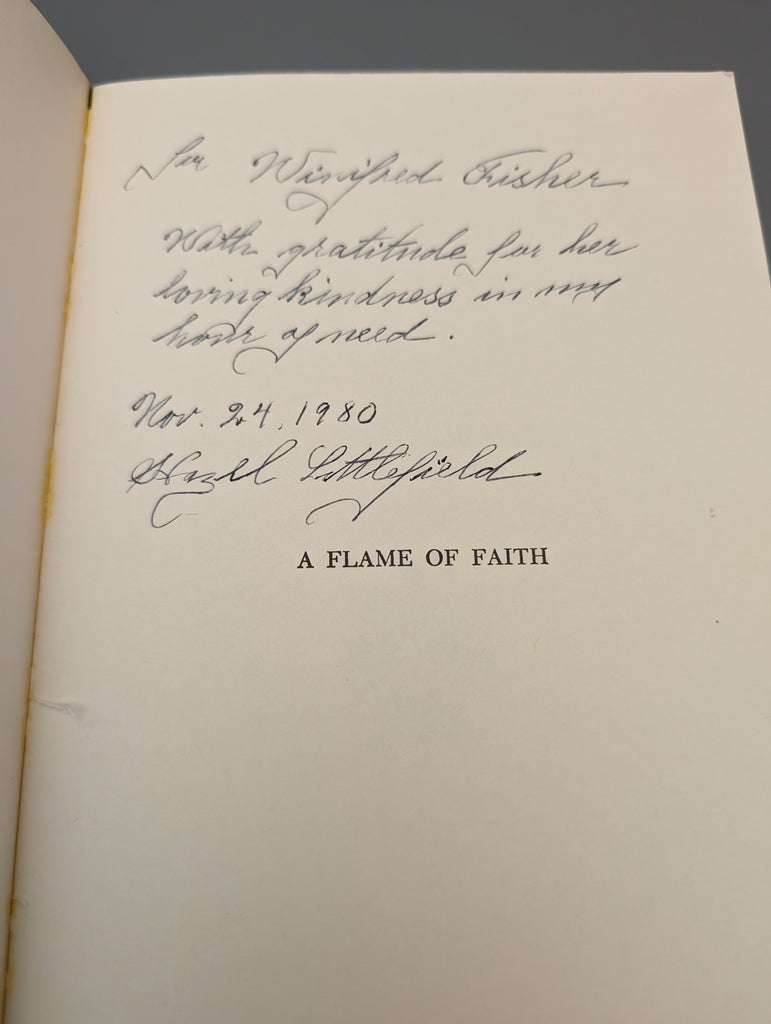 For Winifred Fisher
With gratitude for her
loving kindness in my
hour of need.
Nov. 24, 1980
Hazel Littlefield
A FLAME OF FAITH